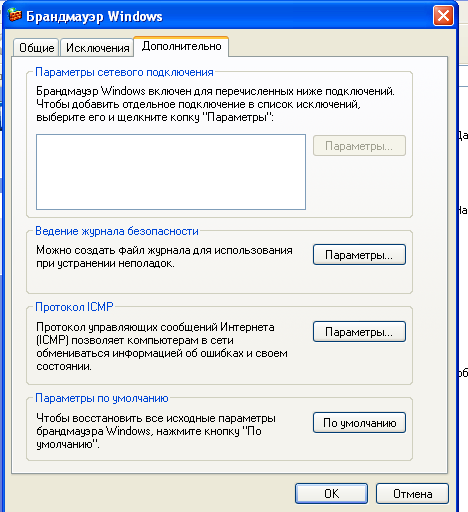 Брандмауэр Windows
Общие
Исключения
Дополнительно
Параметры сетевого подключения
Брандмауэр Windows включен для перечисленных ниже подключений.
Чтобы добавить отдельное подключение в список исключений,
выберите его и щелкните копку "Параметры":
Параметры...
Ведение журнала безопасности
Можно создать файл журнала для использования
при устранении неполадок.
Параметры...
Протокол ICMP
Протокол управляющих сообщений Интернета
(ICMP) позволяет компьютерам в сети
обмениваться информацией об ошибках и своем
состоянии.
Параметры...
Параметры по умолчанию
Чтобы восстановить все исходные параметры
брандмауэра Windows, нажмите кнопку "По
умолчанию".
По умолчанию
OK
Отмена